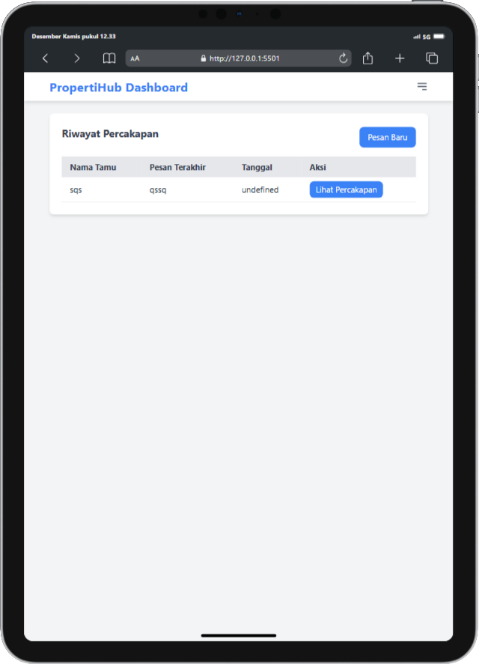 Desember Kamis pukul 12.33
5G
AA
http://127.0.0.1:5501
PropertiHub Dashboard
Riwayat Percakapan
Pesan Baru
Nama Tamu Pesan Terakhir Tanggal Aksi
sqs qssq undefined Lihat Percakapan